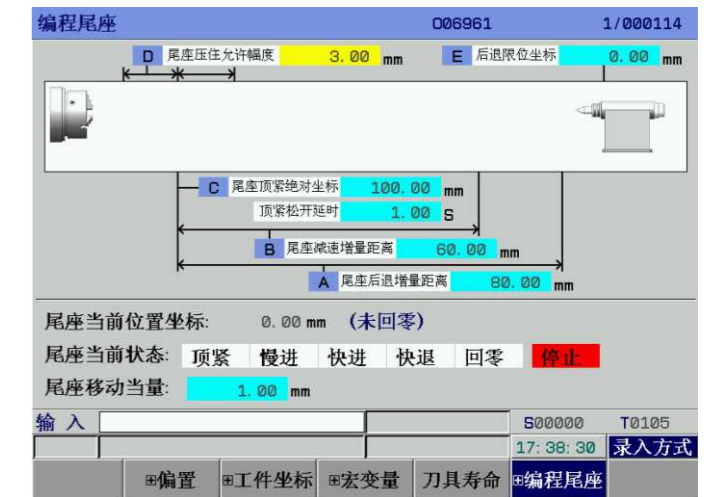 编程尾座 O06961 1/000114
D 尾座压住允许幅度 3.00 mm E 后退限位坐标 0.00 mm
C 尾座顶紧绝对坐标 100.00 mm
顶紧松开延时 1.00 S
B 尾座减速增量距离 60.00 mm
A 尾座后退增量距离 80.00 mm
尾座当前位置坐标: 0.00 mm (未回零)
尾座当前状态: 顶紧 慢进 快进 快退 回零 停止
尾座移动当量: 1.00 mm
输入 S00000 T0105
17:38:30 录入方式
⊞偏置 ⊞工件坐标 ⊞宏变量 刀具寿命 ⊞编程尾座